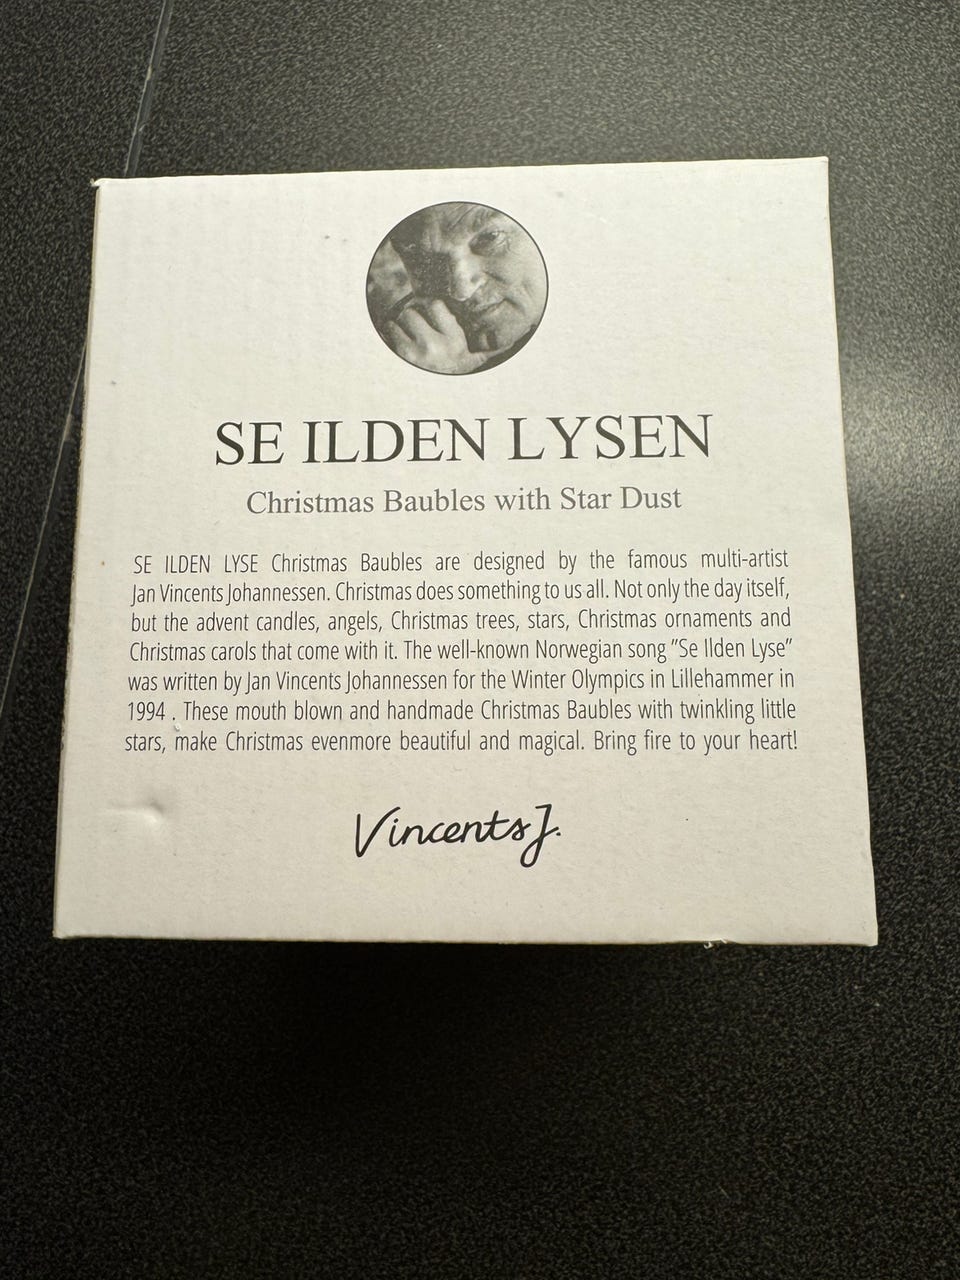 SE ILDEN LYSEN
Christmas Baubles with Star Dust
SE ILDEN LYSE Christmas Baubles are designed by the famous multi-artist
Jan Vincents Johannessen. Christmas does something to us all. Not only the day itself,
but the advent candles, angels, Christmas trees, stars, Christmas ornaments and
Christmas carols that come with it. The well-known Norwegian song "Se Ilden Lyse"
was written by Jan Vincents Johannessen for the Winter Olympics in Lillehammer in
1994 . These mouth blown and handmade Christmas Baubles with twinkling little
stars, make Christmas evenmore beautiful and magical. Bring fire to your heart!
Vincents J.